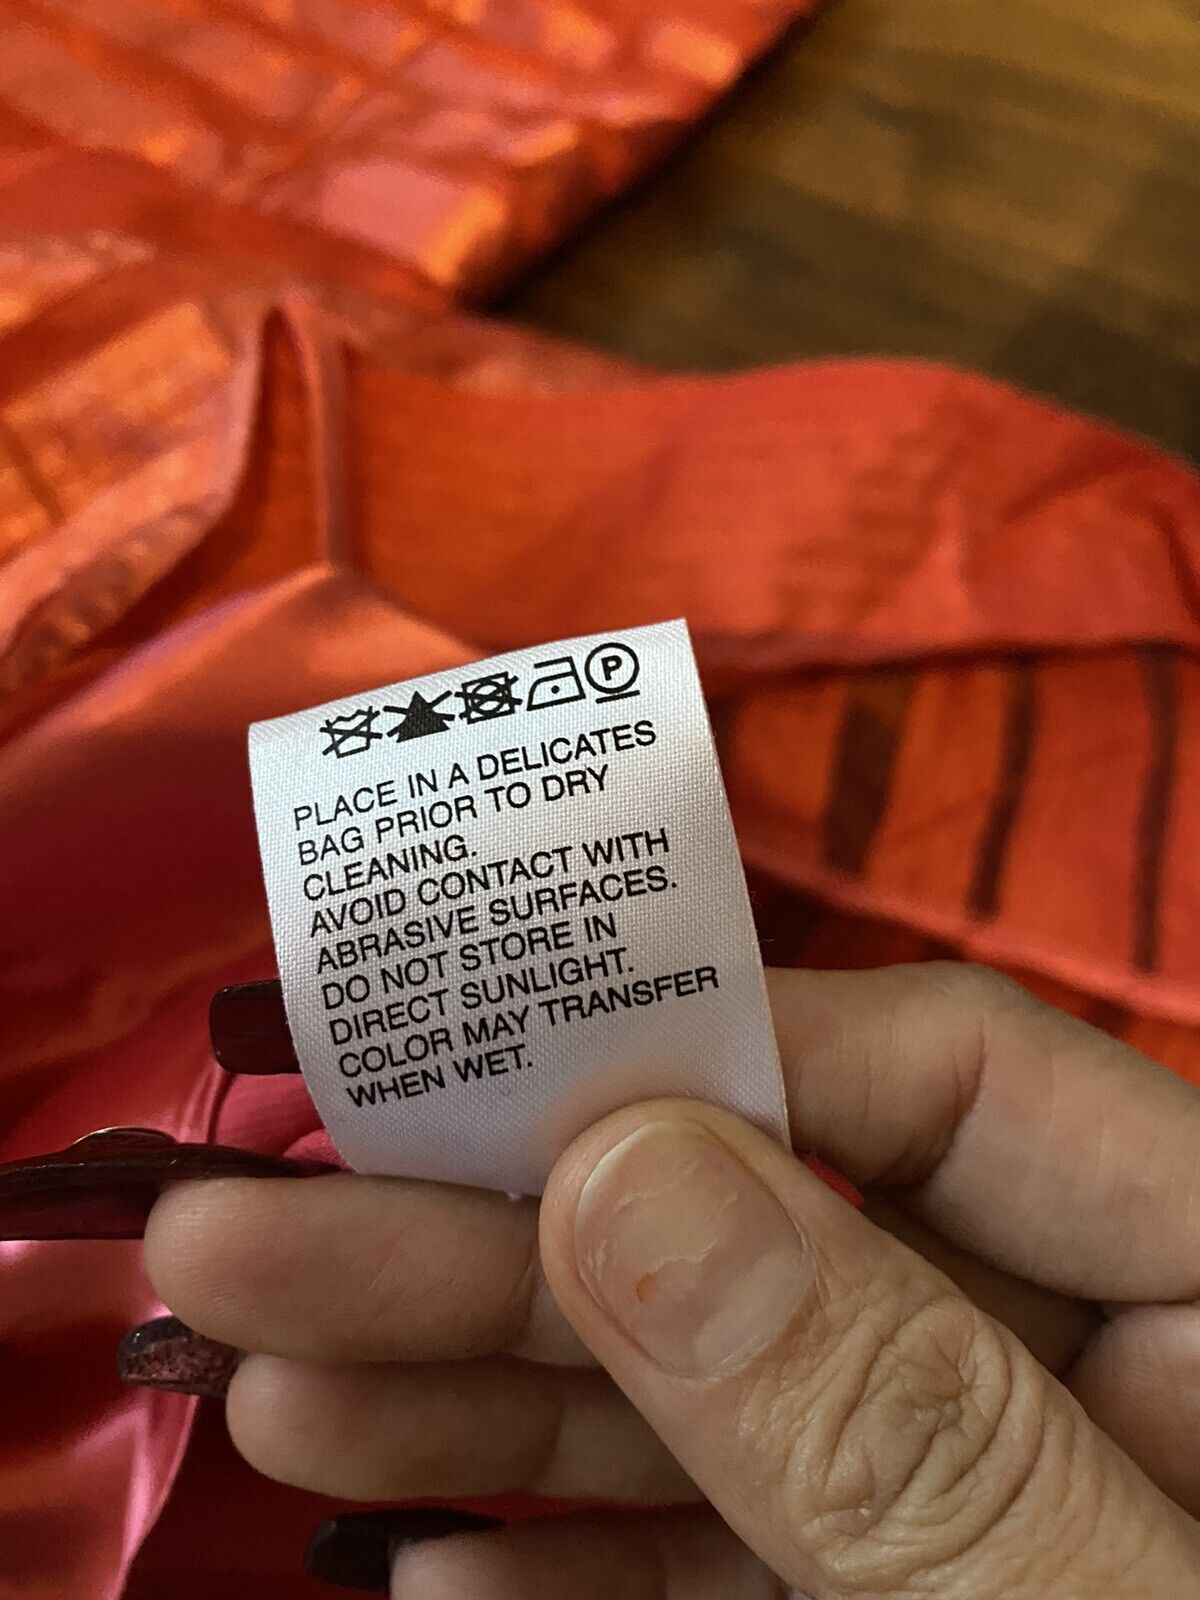 P
PLACE IN A DELICATES
BAG PRIOR TO DRY
CLEANING.
AVOID CONTACT WITH
ABRASIVE SURFACES.
DO NOT STORE IN
DIRECT SUNLIGHT.
COLOR MAY TRANSFER
WHEN WET.